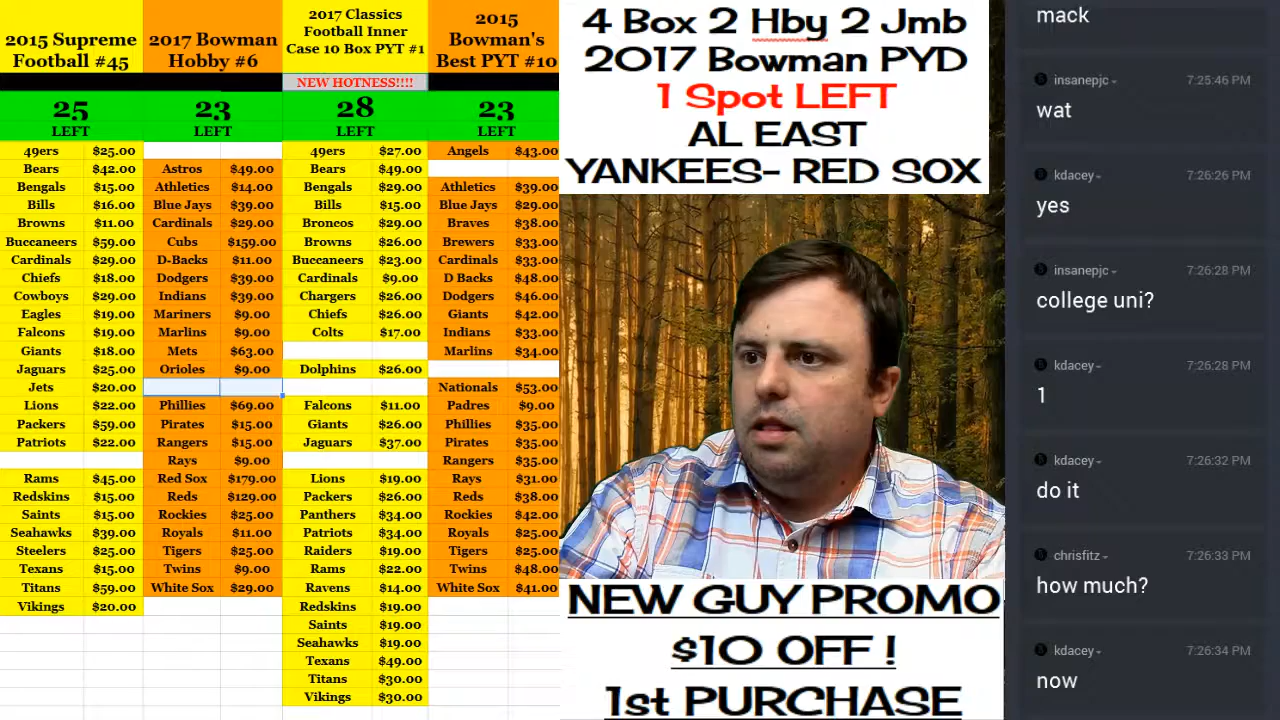 2015 Supreme
Football #45
25
LEFT
49ers $25.00
Bears $42.00
Bengals $15.00
Bills $16.00
Browns $11.00
Buccaneers $59.00
Cardinals $29.00
Chiefs $18.00
Cowboys $29.00
Eagles $19.00
Falcons $19.00
Giants $18.00
Jaguars $25.00
Jets $20.00
Lions $22.00
Packers $59.00
Patriots $22.00
Rams $45.00
Redskins $15.00
Saints $15.00
Seahawks $39.00
Steelers $25.00
Texans $15.00
Titans $59.00
Vikings $20.00
2017 Bowman
Hobby #6
23
LEFT
Astros $49.00
Athletics $14.00
Blue Jays $39.00
Cardinals $29.00
Cubs $159.00
D-Backs $11.00
Dodgers $39.00
Indians $39.00
Mariners $9.00
Marlins $9.00
Mets $63.00
Orioles $9.00
Phillies $69.00
Pirates $15.00
Rangers $15.00
Rays $9.00
Red Sox $179.00
Reds $129.00
Rockies $25.00
Royals $11.00
Tigers $25.00
Twins $9.00
White Sox $29.00
2017 Classics
Football Inner
Case 10 Box PYT #1
NEW HOTNESS!!!!
28
LEFT
49ers $27.00
Bears $49.00
Bengals $29.00
Bills $15.00
Broncos $29.00
Browns $26.00
Buccaneers $23.00
Cardinals $9.00
Chargers $26.00
Chiefs $26.00
Colts $17.00
Dolphins $26.00
Falcons $11.00
Giants $26.00
Jaguars $37.00
Lions $19.00
Packers $26.00
Panthers $34.00
Patriots $34.00
Raiders $19.00
Rams $22.00
Ravens $14.00
Redskins $19.00
Saints $19.00
Seahawks $19.00
Texans $49.00
Titans $30.00
Vikings $30.00
2015
Bowman's
Best PYT #10
23
LEFT
Angels $43.00
Athletics $39.00
Blue Jays $29.00
Braves $38.00
Brewers $33.00
Cardinals $33.00
D Backs $48.00
Dodgers $46.00
Giants $42.00
Indians $33.00
Marlins $34.00
Nationals $53.00
Padres $9.00
Phillies $35.00
Pirates $35.00
Rangers $35.00
Rays $31.00
Reds $38.00
Rockies $42.00
Royals $25.00
Tigers $25.00
Twins $48.00
White Sox $41.00
4 Box 2 Hby 2 Jmb
2017 Bowman PYD
1 Spot LEFT
AL EAST
YANKEES- RED SOX
NEW GUY PROMO
$10 OFF !
1st PURCHASE
mack
insanepjc 7:25:46 PM
wat
kdacey 7:26:26 PM
yes
insanepjc 7:26:28 PM
college uni?
kdacey 7:26:28 PM
1
kdacey 7:26:32 PM
do it
chrisfitz 7:26:33 PM
how much?
kdacey 7:26:34 PM
now